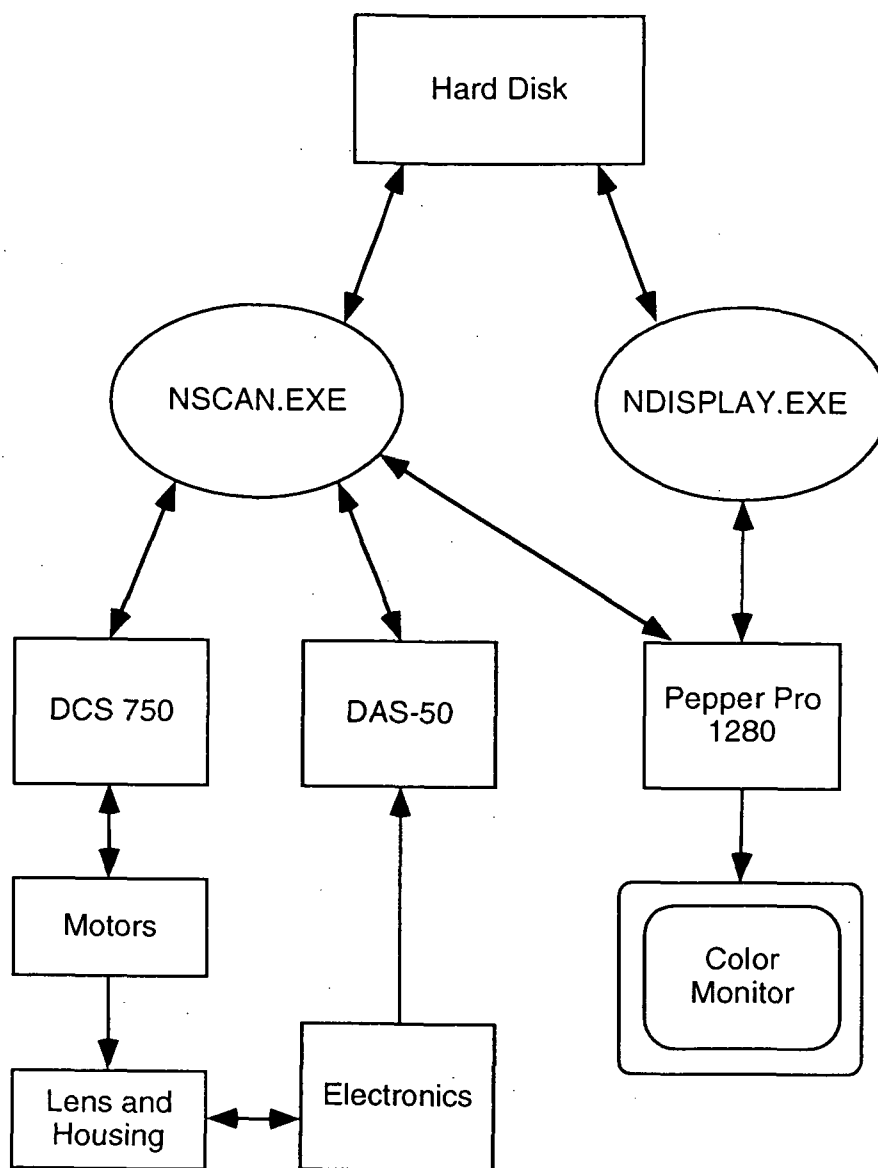 Hard Disk
NSCAN.EXE
NDISPLAY.EXE
DCS 750
DAS-50
Pepper Pro
1280
Motors
Color
Monitor
Lens and
Housing
Electronics